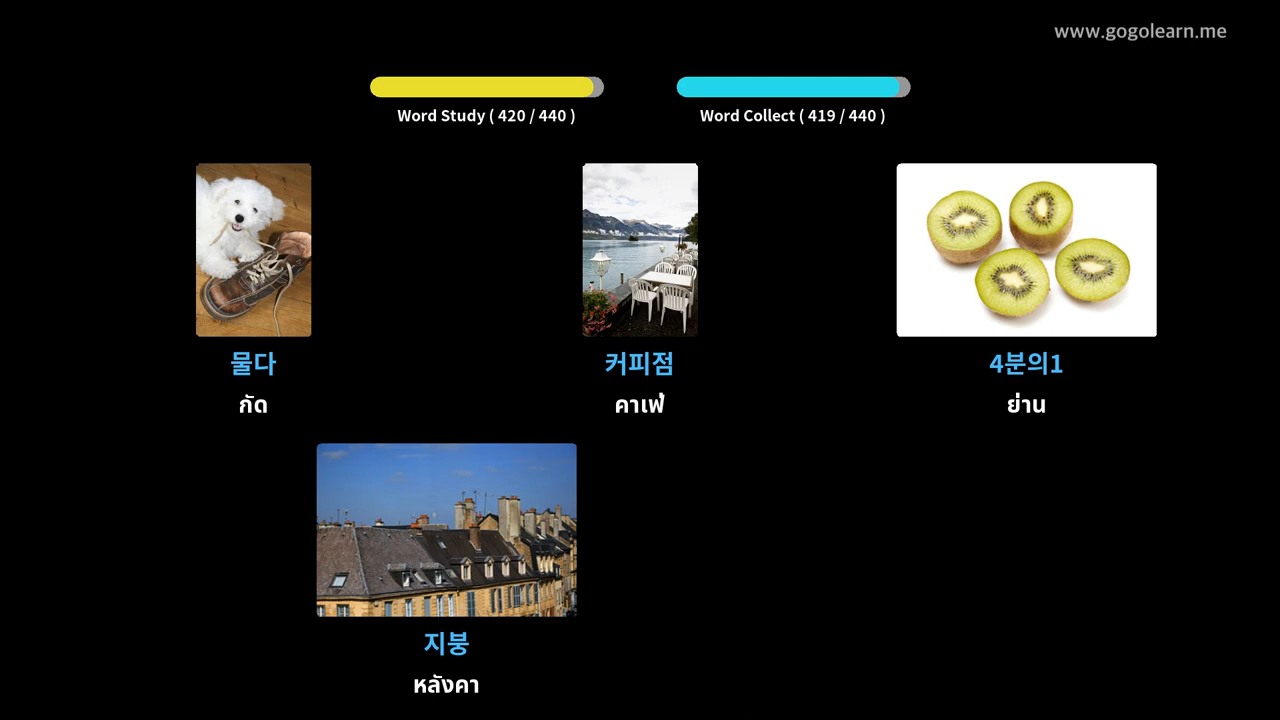 www.gogolearn.me
Word Study ( 420 / 440 )
Word Collect ( 419 / 440 )
물다
กัด
커피점
คาเฟ่
4분의1
ย่าน
지붕
หลังคา